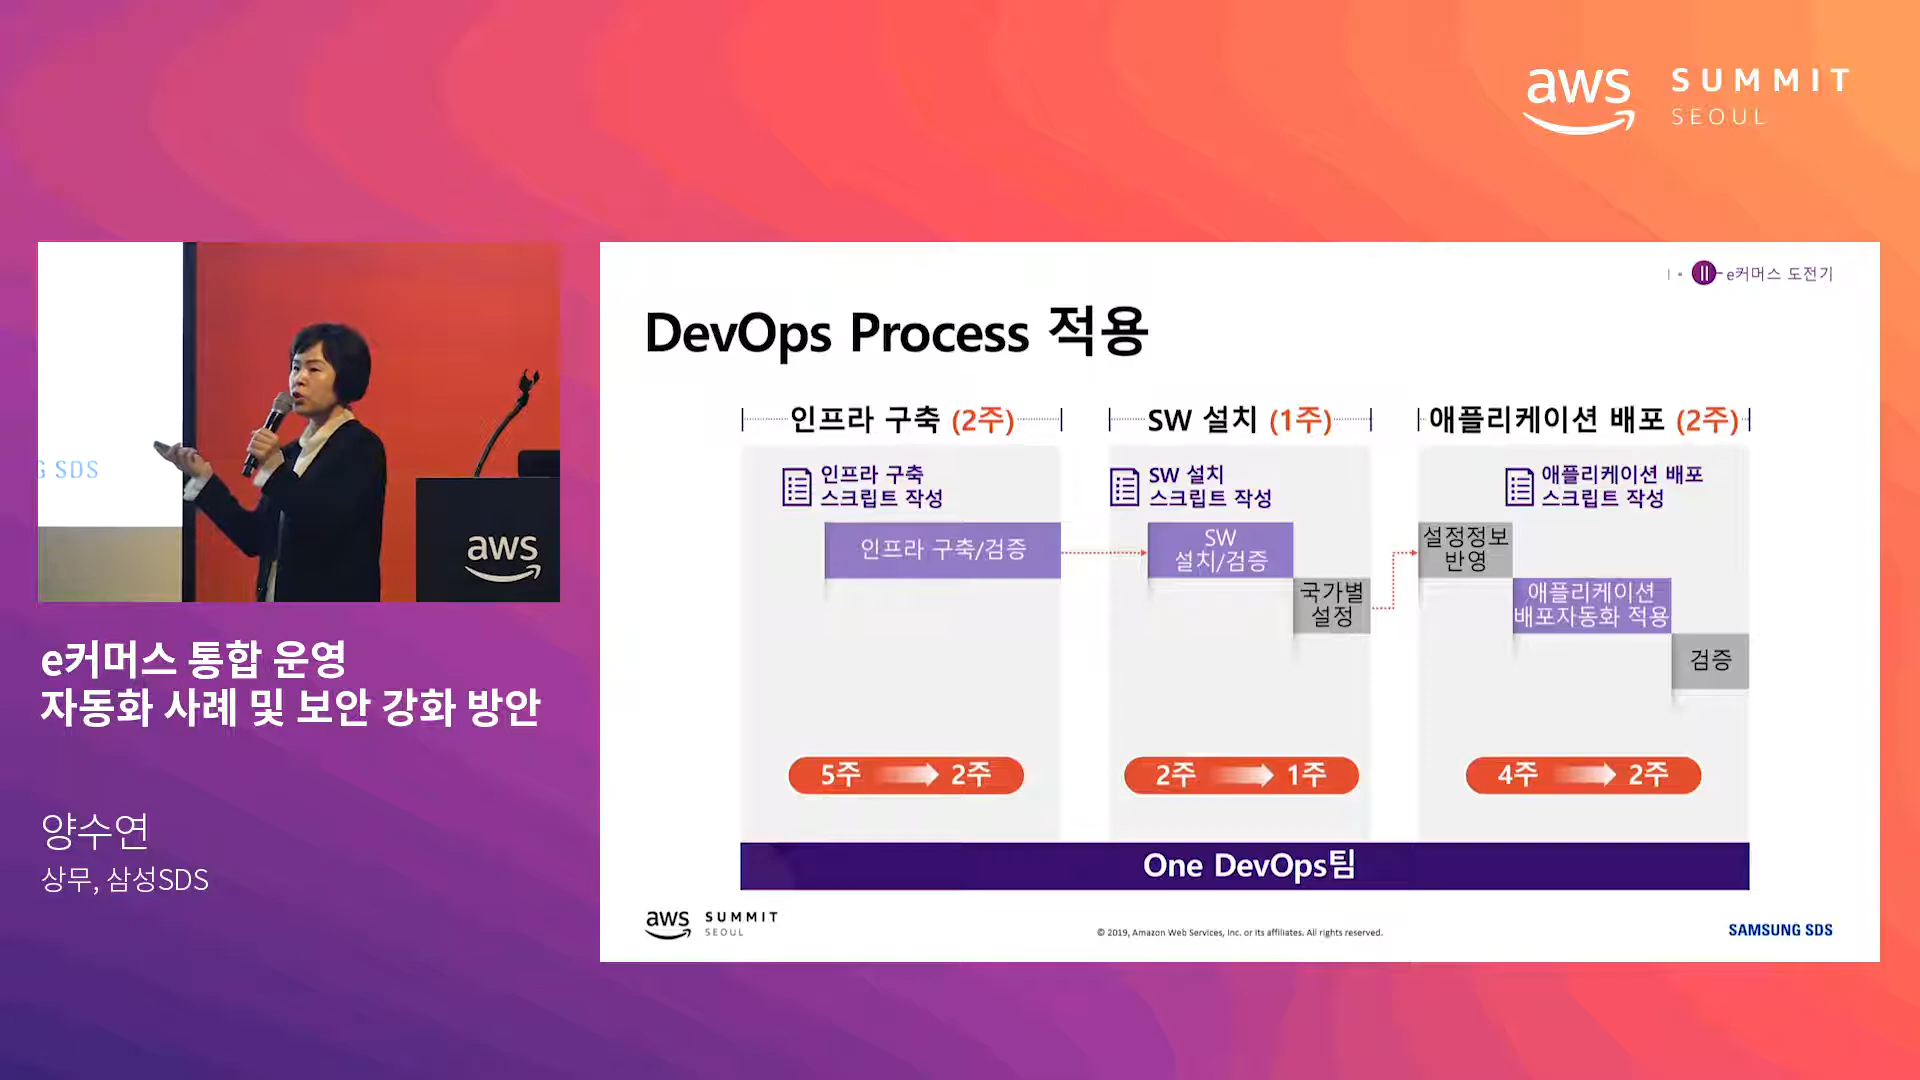 aws SUMMIT
SEOUL
G SDS
aws
e커머스 통합 운영
자동화 사례 및 보안 강화 방안
양수연
상무, 삼성SDS
I • II e커머스 도전기
DevOps Process 적용
인프라 구축 (2주)
SW 설치 (1주)
애플리케이션 배포 (2주)
인프라 구축
스크립트 작성
SW 설치
스크립트 작성
애플리케이션 배포
스크립트 작성
인프라 구축/검증
SW
설치/검증
국가별
설정
설정정보
반영
애플리케이션
배포자동화 적용
검증
5주 2주
2주 1주
4주 2주
One DevOps팀
aws SUMMIT
SEOUL
© 2019, Amazon Web Services, Inc. or its affiliates. All rights reserved.
SAMSUNG SDS